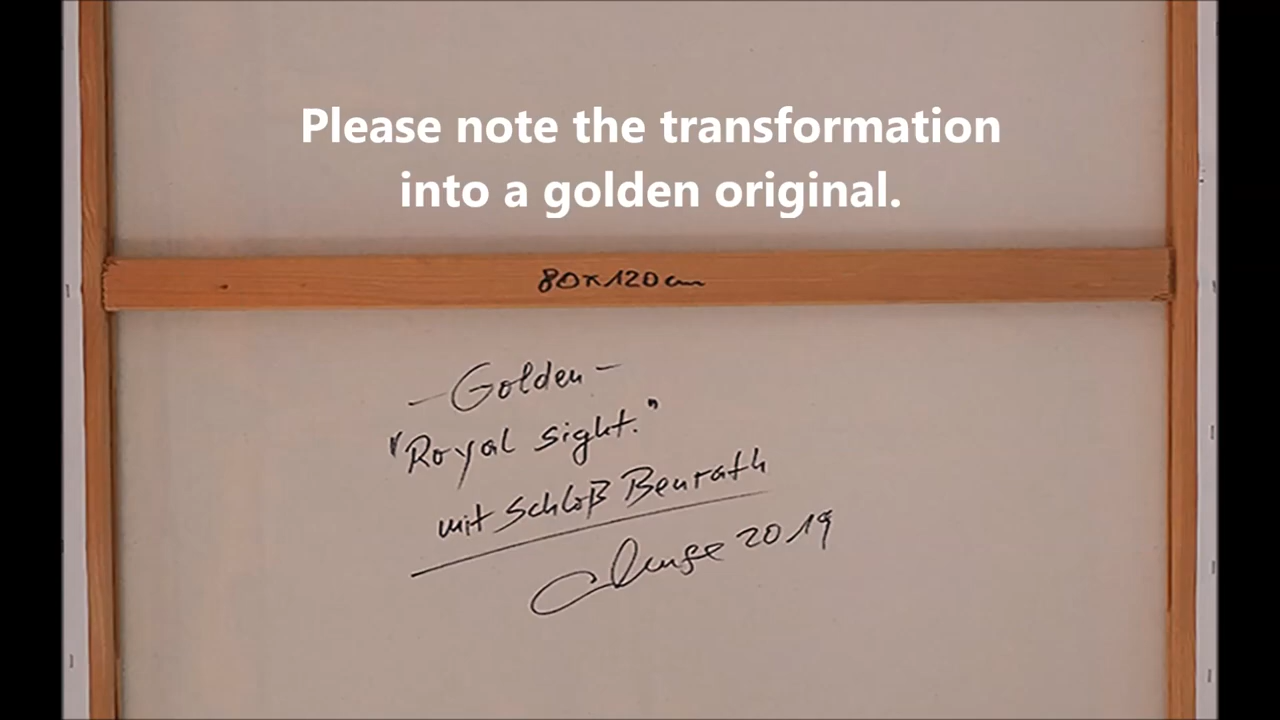 Please note the transformation
into a golden original.
80x120cm
- Golden -
"Royal sight."
mit Schloß Benrath
2019